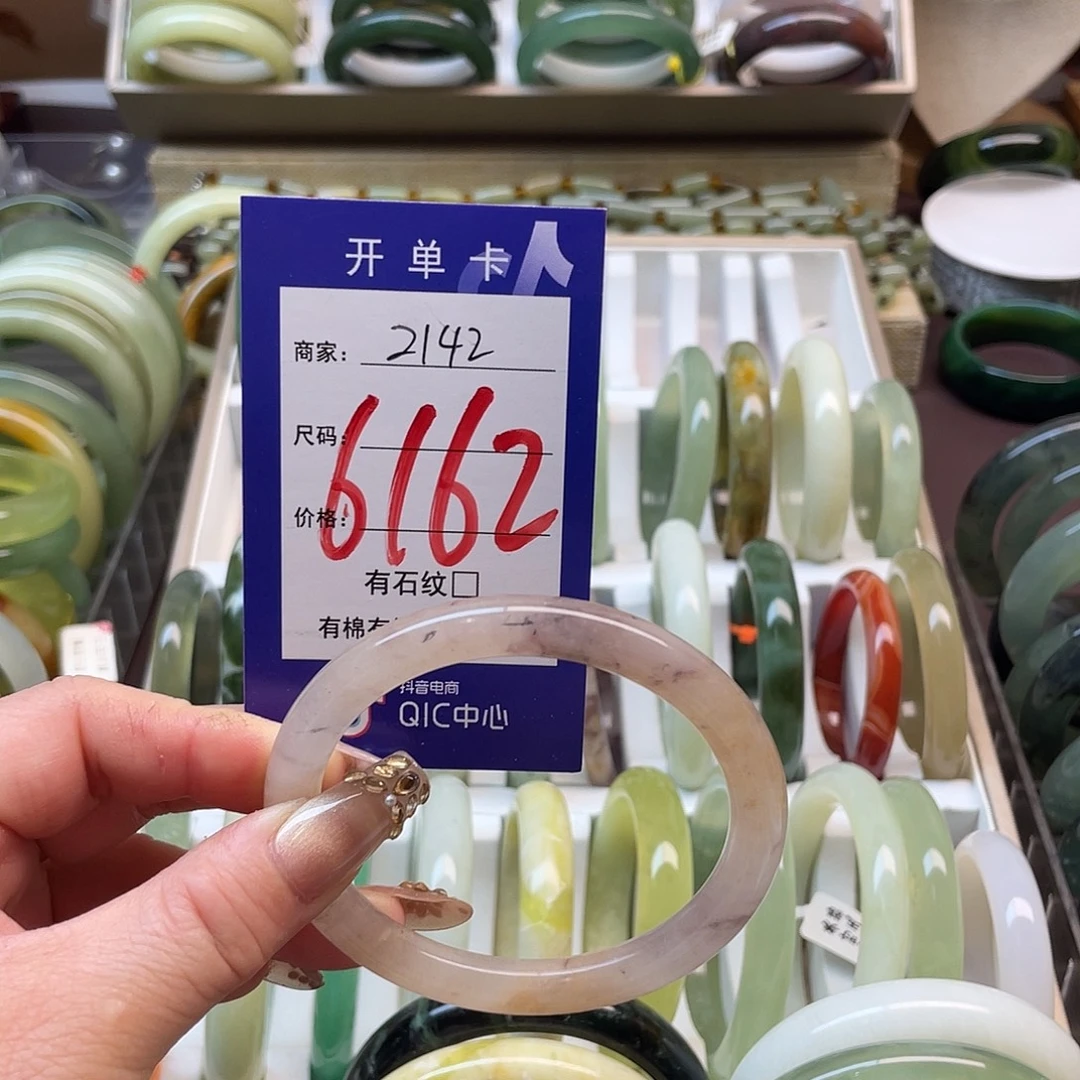 开单卡
商家： 2142
尺码：
6162
价格：
有石纹□
有棉
抖音电商
QIC中心